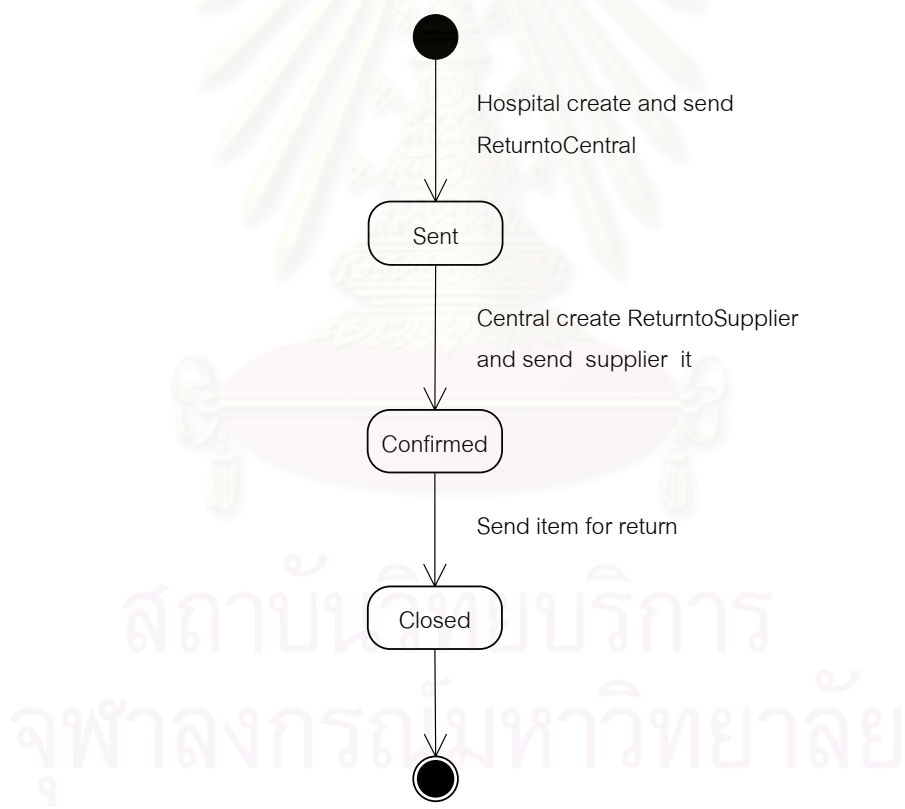 Hospital create and send
ReturntoCentral
Sent
Central create ReturntoSupplier
and send supplier it
Confirmed
Send item for return
Closed
สถาบันวิทยบริการ
จุฬาลงกรณ์มหาวิทยาลัย